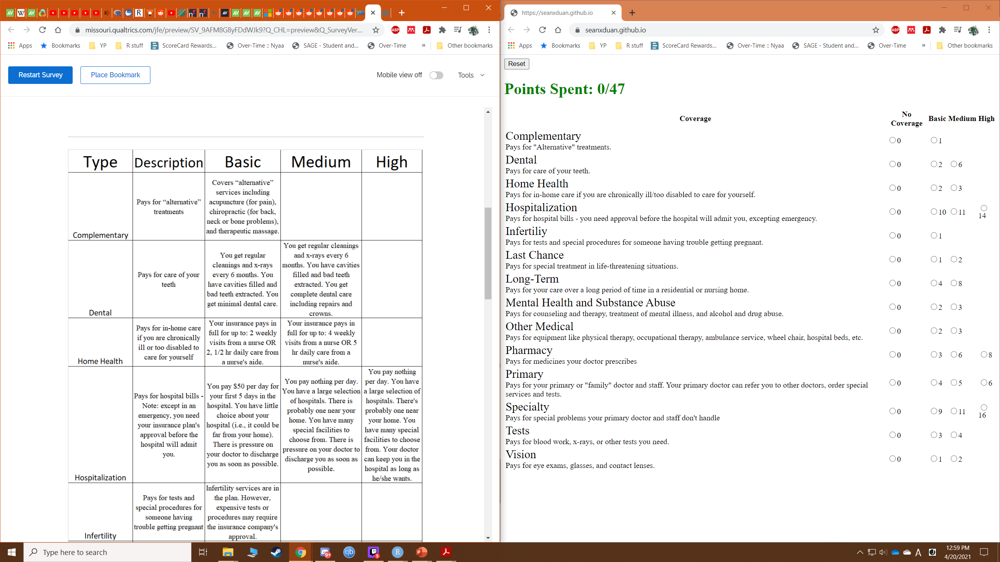 missouri.qualtrics.com/jfe/preview/SV_9AFM8G8yFDdWJk9?Q_CHL=preview&Q_SurveyVer...
Apps
Bookmarks
YP
R stuff
ScoreCard Rewards...
Over-Time :: Nyaa
SAGE - Student and...
Over-Time
»
Other bookmarks
Restart Survey
Place Bookmark
Mobile view off
Tools
Type Description Basic Medium High
Complementary
Pays for “alternative”
treatments
Covers “alternative”
services including
acupuncture (for pain),
chiropractic (for back,
neck or bone problems),
and therapeutic massage.
Dental
Pays for care of your
teeth
You get regular
cleanings and x-rays
every 6 months. You
have cavities filled and
bad teeth extracted. You
get minimal dental care.
You get regular cleanings
and x-rays every 6
months. You have cavities
filled and bad teeth
extracted. You get
complete dental care
including repairs and
crowns.
Home Health
Pays for in-home care
if you are chronically
ill or too disabled to
care for yourself
Your insurance pays in
full for up to: 2 weekly
visits from a nurse OR
2, 1/2 hr daily care from
a nurse's aide.
Your insurance pays in
full for up to: 4 weekly
visits from a nurse OR 5
hr daily care from a
nurse's aide.
Hospitalization
Pays for hospital bills -
Note: except in an
emergency, you need
your insurance plan's
approval before the
hospital will admit
you.
You pay $50 per day for
your first 5 days in the
hospital. You have little
choice about your
hospital (i.e., it could be
far from your home).
There is pressure on
your doctor to discharge
you as soon as possible.
You pay nothing per day.
You have a large selection
of hospitals. There is
probably one near your
home. You have many
special facilities to
choose from. There is
pressure on your doctor to
discharge you as soon as
possible.
You pay nothing
per day. You have
a large selection of
hospitals. There's
probably one near
your home. You
have many special
facilities to choose
from. Your doctor
can keep you in the
hospital as long as
he/she wants.
Infertility
Pays for tests and
special procedures for
someone having
trouble getting pregnant
Infertility services are in
the plan. However,
expensive tests or
procedures may require
the insurance company's
approval.
https://seanxduan.github.io
seanxduan.github.io
Apps
Bookmarks
YP
R stuff
ScoreCard Rewards...
Over-Time :: Nyaa
SAGE - Student and...
Over-Time
»
Other bookmarks
Reset
Points Spent: 0/47
Coverage
No
Coverage
Basic Medium High
Complementary
Pays for "Alternative" treatments.
0 1
Dental
Pays for care of your teeth.
0 2 6
Home Health
Pays for in-home care if you are chronically ill/too disabled to care for yourself.
0 2 3
Hospitalization
Pays for hospital bills - you need approval before the hospital will admit you, excepting emergency.
0 10 11 14
Infertiliy
Pays for tests and special procedures for someone having trouble getting pregnant.
0 1
Last Chance
Pays for special treatment in life-threatening situations.
0 1 2
Long-Term
Pays for your care over a long period of time in a residential or nursing home.
0 4 8
Mental Health and Substance Abuse
Pays for counseling and therapy, treatment of mental illness, and alcohol and drug abuse.
0 2 3
Other Medical
Pays for equipment like physical therapy, occupational therapy, ambulance service, wheel chair, hospital beds, etc.
0 2 3
Pharmacy
Pays for medicines your doctor prescribes
0 3 6 8
Primary
Pays for your primary or "family" doctor and staff. Your primary doctor can refer you to other doctors, order special
services and tests.
0 4 5 6
Specialty
Pays for special problems your primary doctor and staff don't handle
0 9 11 16
Tests
Pays for blood work, x-rays, or other tests you need.
0 3 4
Vision
Pays for eye exams, glasses, and contact lenses.
0 1 2
Type here to search
12:59 PM
4/20/2021